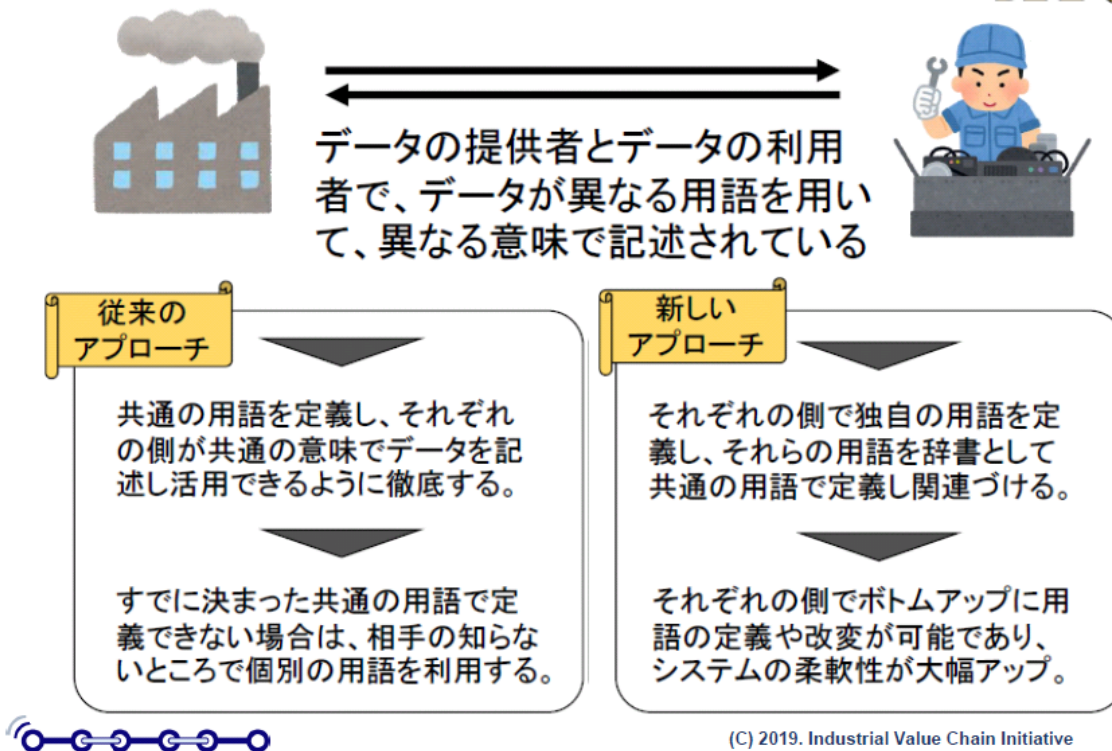 データの提供者とデータの利用
者で、データが異なる用語を用い
て、異なる意味で記述されている
従来の
アプローチ
共通の用語を定義し、それぞれ
の側が共通の意味でデータを記
述し活用できるように徹底する。
すでに決まった共通の用語で定
義できない場合は、相手の知らな
いところで個別の用語を利用する。
新しい
アプローチ
それぞれの側で独自の用語を定
義し、それらの用語を辞書として
共通の用語で定義し関連づける。
それぞれの側でボトムアップに用
語の定義や改変が可能であり、
システムの柔軟性が大幅アップ。
(C) 2019. Industrial Value Chain Initiative